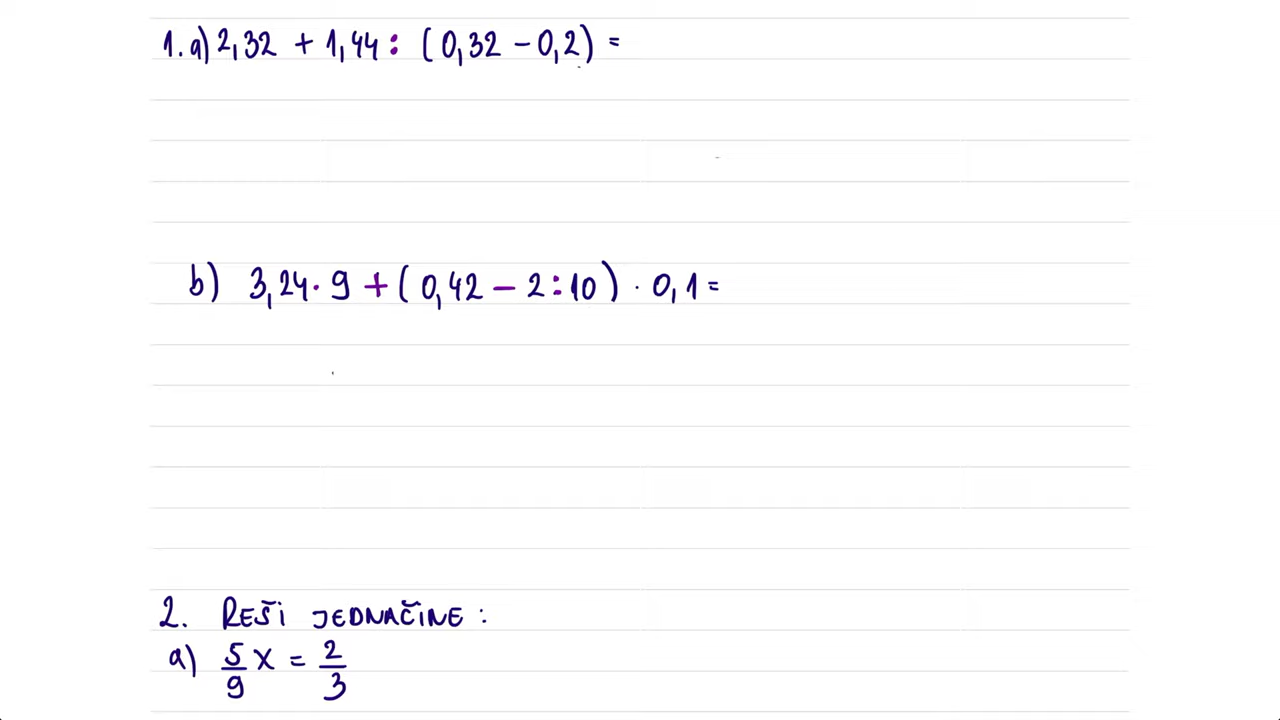 1. a) 2,32 + 1,44 : (0,32 - 0,2) =
b) 3,24 · 9 + (0,42 - 2 : 10) · 0,1 =
2. REŠI JEDNAČINE :
a) 5/9 x = 2/3